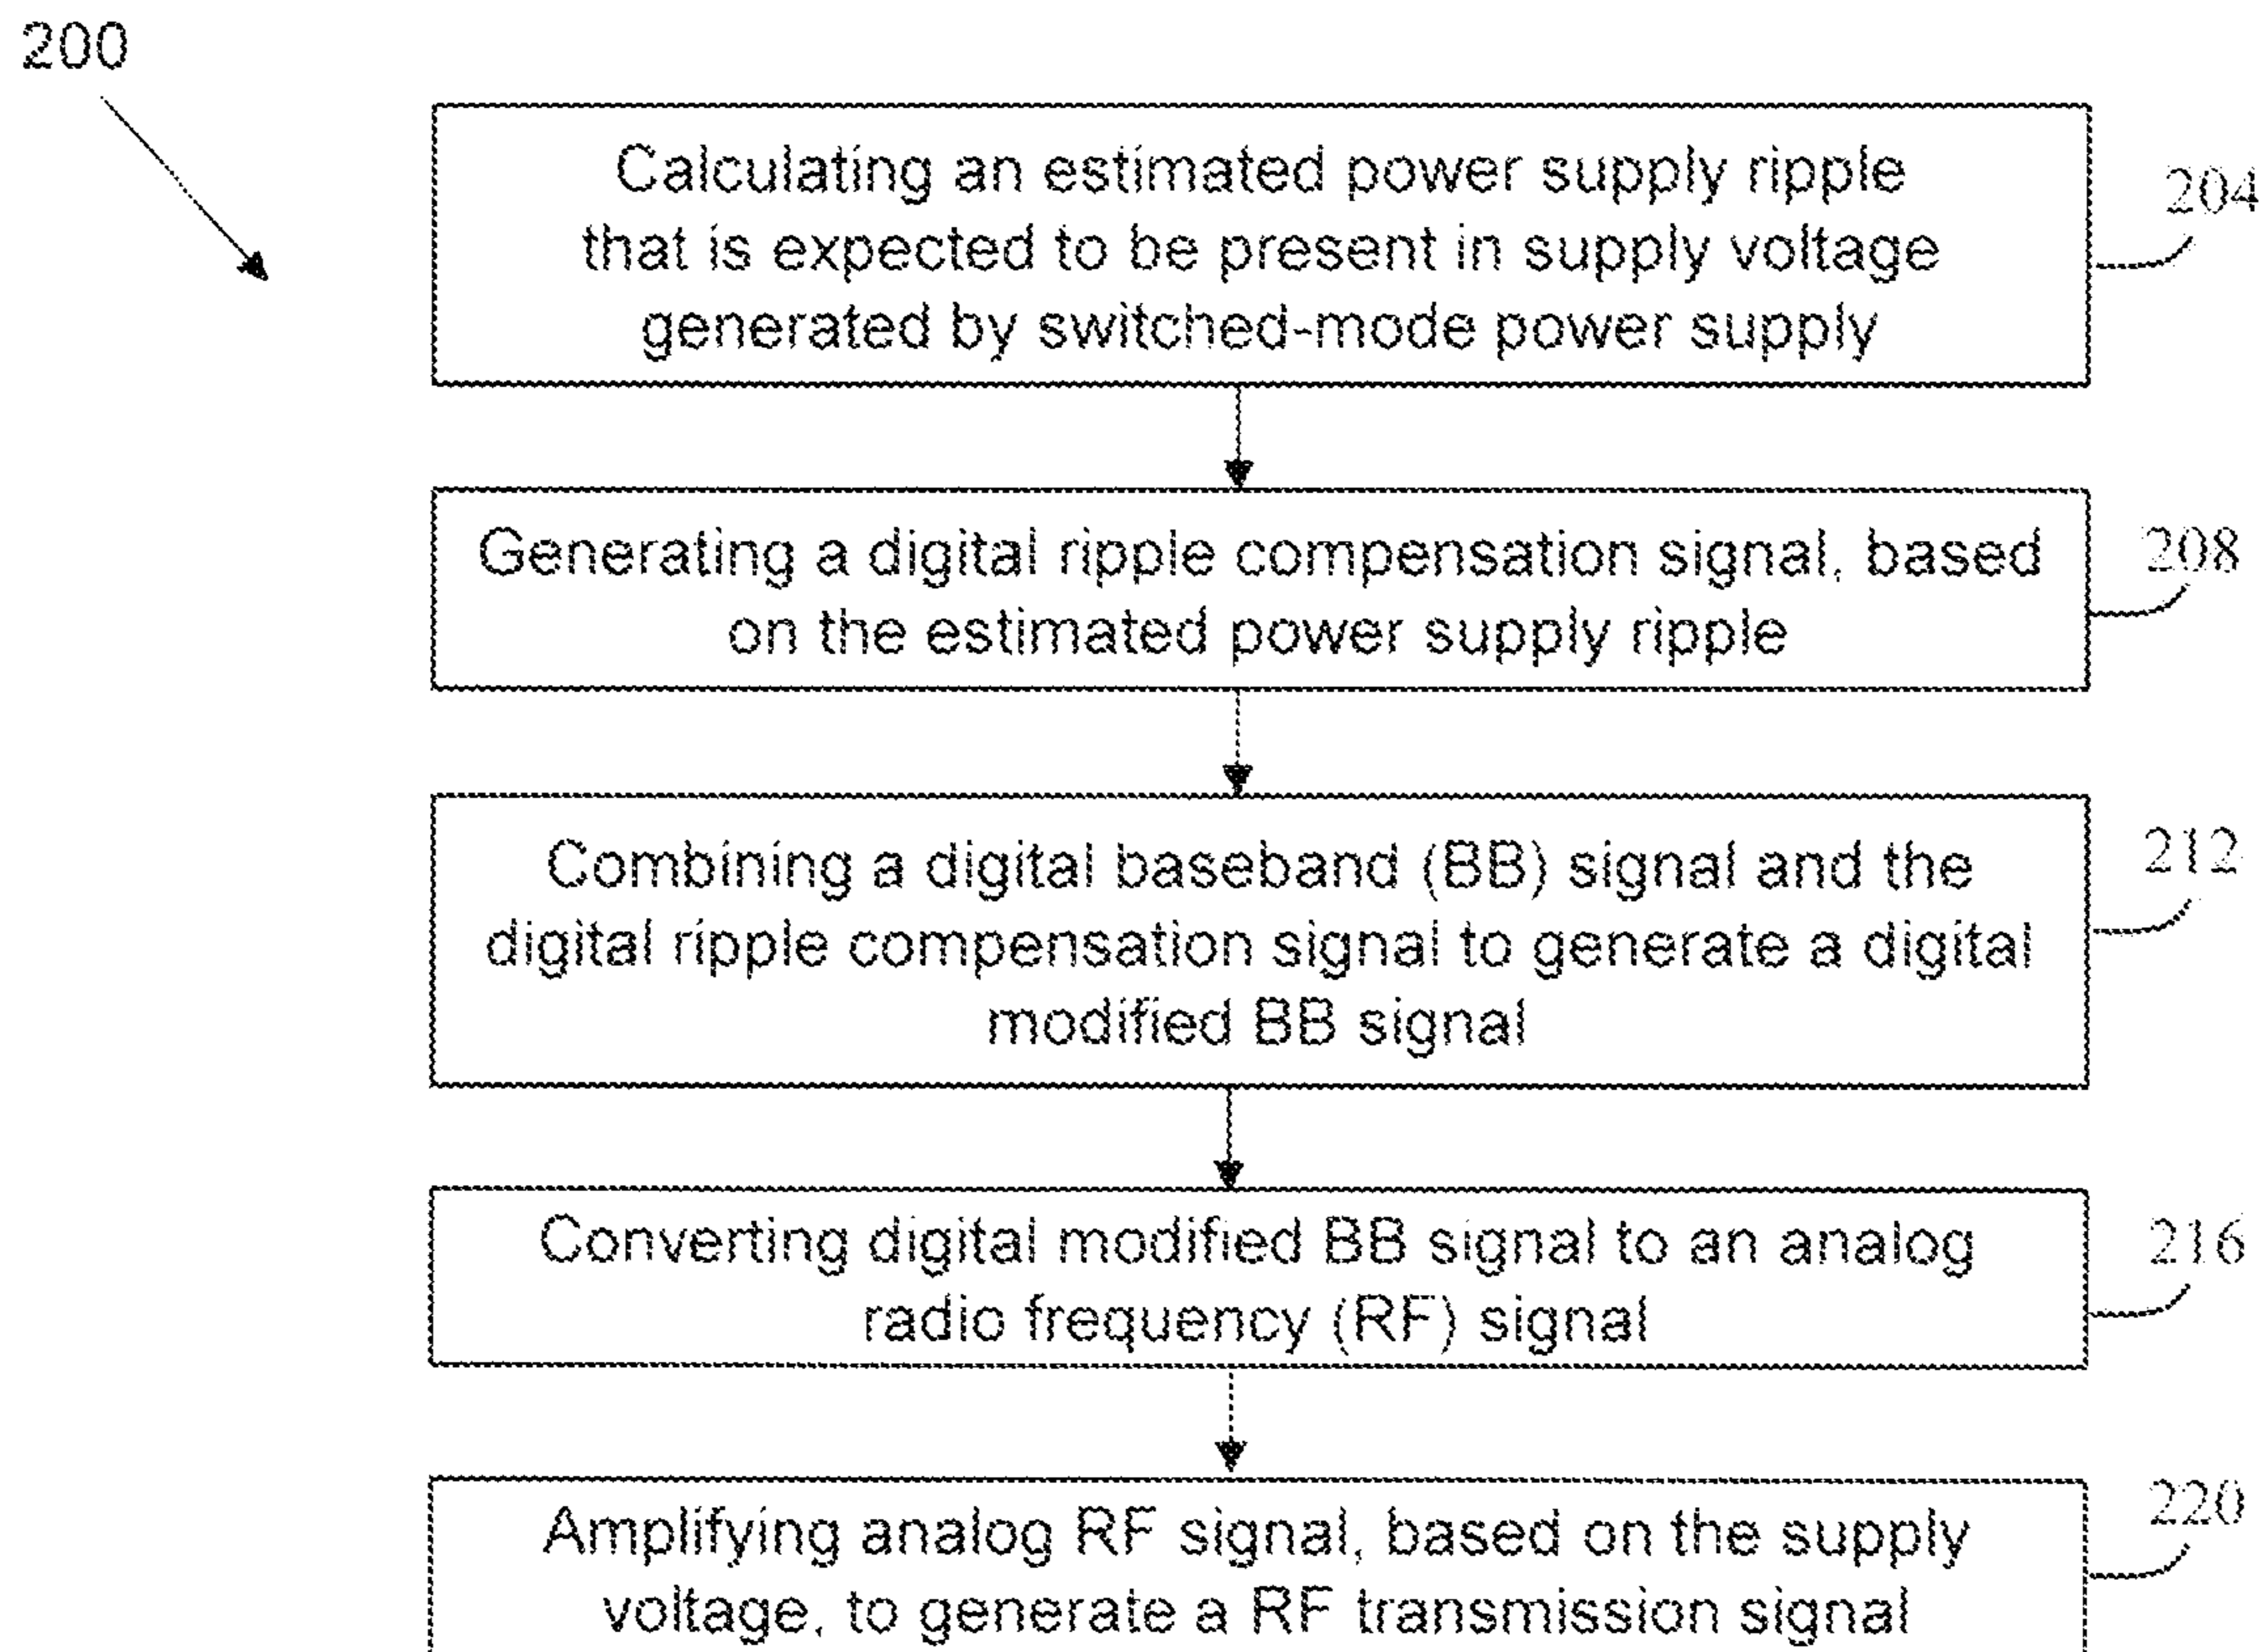 200
Calculating an estimated power supply ripple
that is expected to be present in supply voltage
generated by switched-mode power supply
204
Generating a digital ripple compensation signal, based
on the estimated power supply ripple
208
Combining a digital baseband (BB) signal and the
digital ripple compensation signal to generate a digital
modified BB signal
212
Converting digital modified BB signal to an analog
radio frequency (RF) signal
216
Amplifying analog RF signal, based on the supply
voltage, to generate a RF transmission signal
220